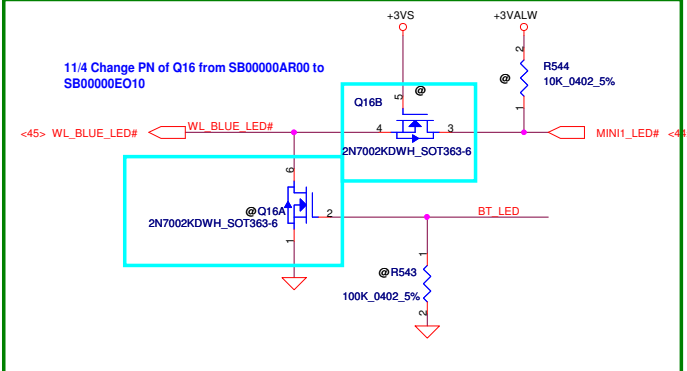 +3VS
+3VALW
11/4 Change PN of Q16 from SB00000AR00 to
SB00000EO10
2
R544
@
10K_0402_5%
1
@
5
Q16B
<45> WL_BLUE_LED#
WL_BLUE_LED#
4
3
MINI1_LED# <44
2N7002KDWH_SOT363-6
6
@Q16A
2
BT_LED
2N7002KDWH_SOT363-6
1
1
@R543
100K_0402_5%
2